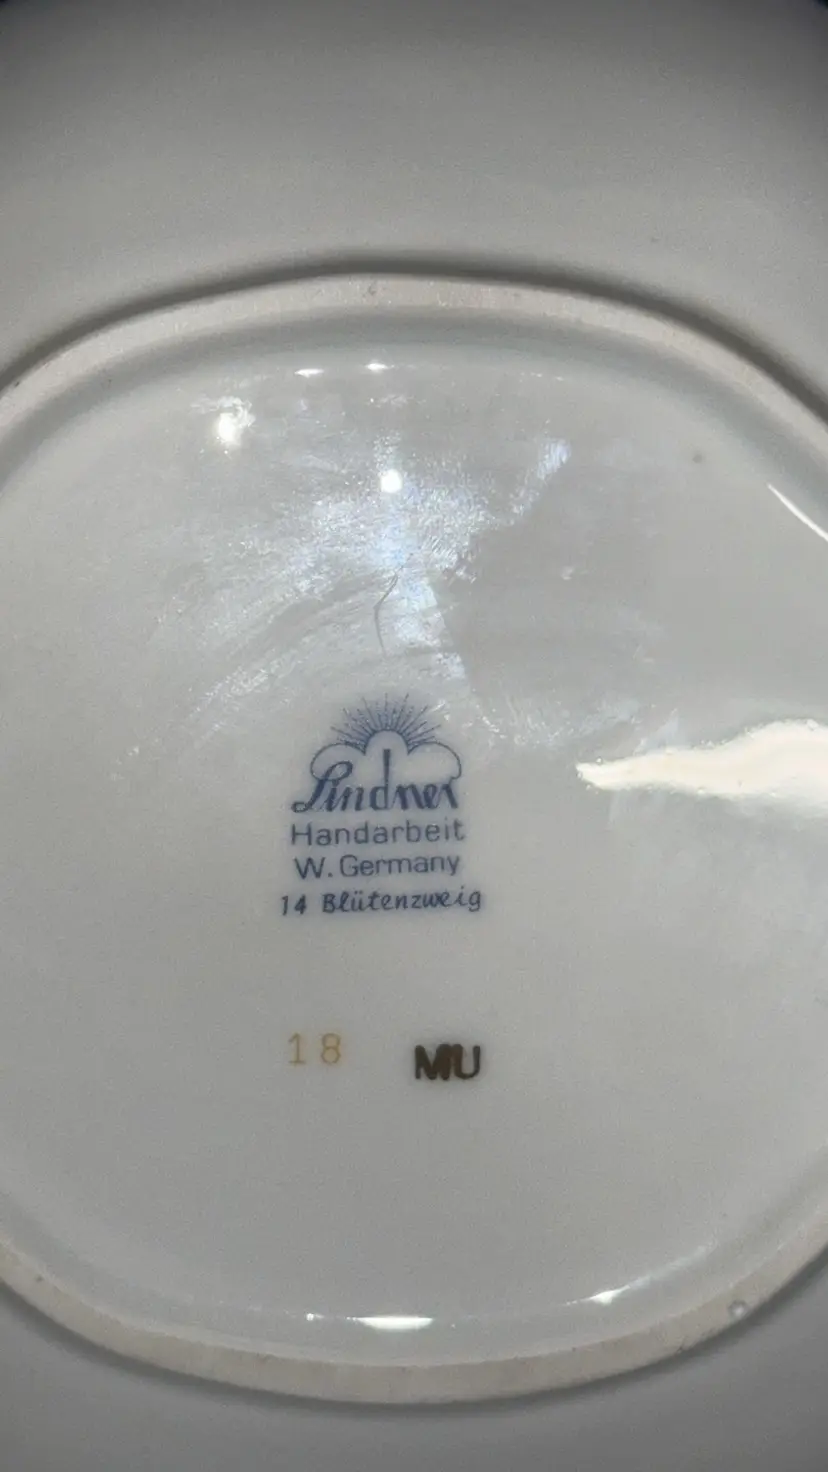 Lindner
Handarbeit
W. Germany
14 Blütenzweig
18 MU